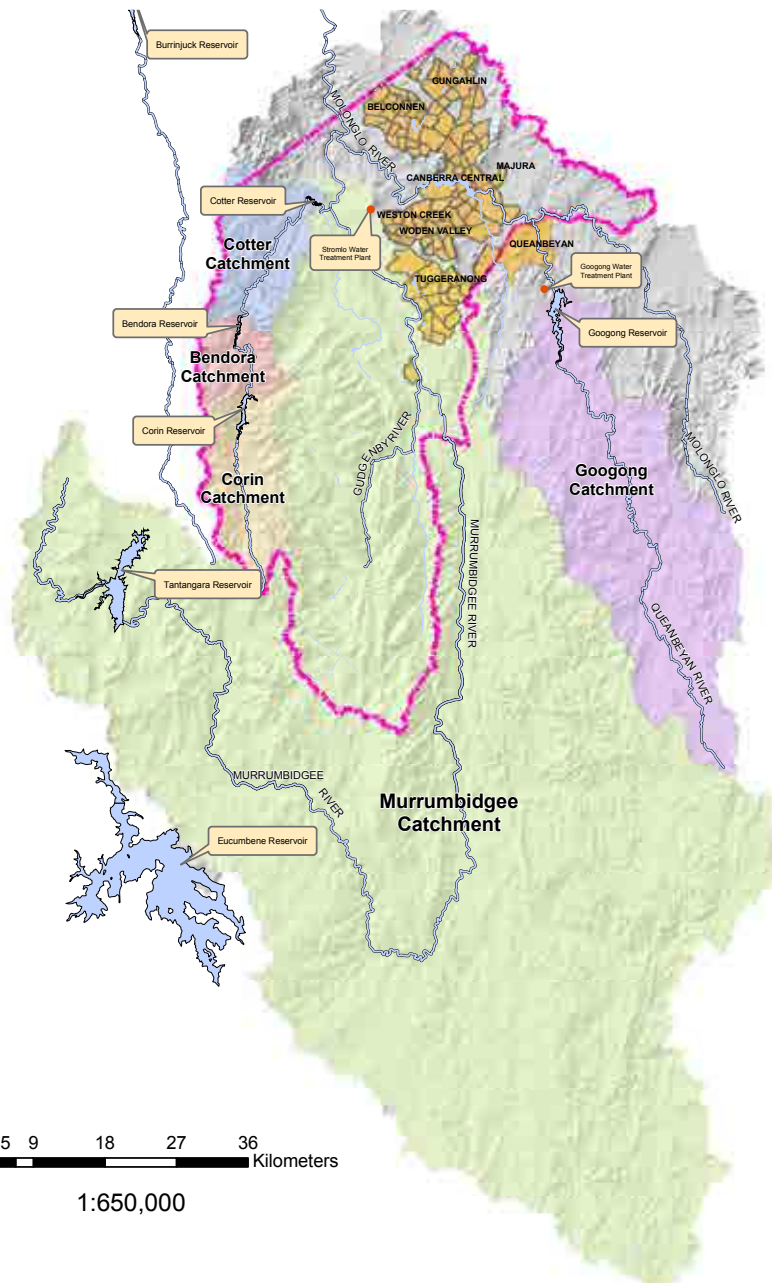 Burrinjuck Reservoir
GUNGAHLIN
BELCONNEN
MOLONGLO RIVER
MAJURA
CANBERRA CENTRAL
Cotter Reservoir
WESTON CREEK
WODEN VALLEY
Cotter
Catchment
Stromlo Water
Treatment Plant
QUEANBEYAN
TUGGERANONG
Googong Water
Treatment Plant
Bendora Reservoir
Googong Reservoir
Bendora
Catchment
Corin Reservoir
GUDGENBY RIVER
MOLONGLO RIVER
Googong
Catchment
Corin
Catchment
MURRUMBIDGEE RIVER
Tantangara Reservoir
QUEANBEYAN RIVER
MURRUMBIDGEE
RIVER
Murrumbidgee
Catchment
Eucumbene Reservoir
5 9 18 27 36
Kilometers
1:650,000